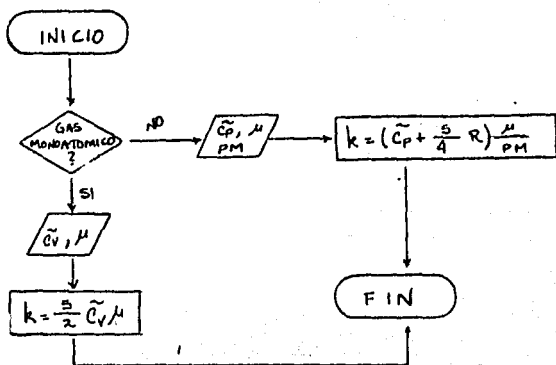 INICIO
GAS
MONOATOMICO
?
NO
SI
C̃p, μ
PM
k = (C̃p + 5/4 R) μ/PM
C̃v, μ
k = 5/2 C̃v μ
FIN